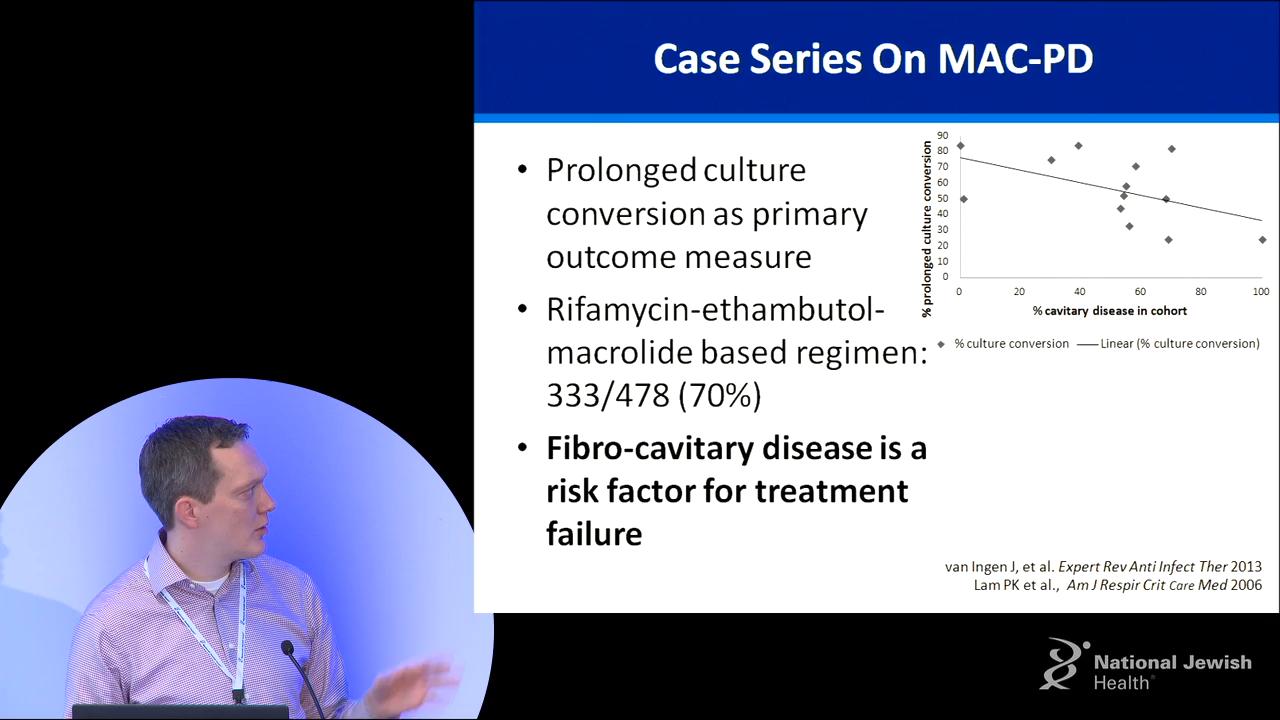 Case Series On MAC-PD
• Prolonged culture
conversion as primary
outcome measure
• Rifamycin-ethambutol-
macrolide based regimen:
333/478 (70%)
• Fibro-cavitary disease is a
risk factor for treatment
failure
% prolonged culture conversion
90
80
70
60
50
40
30
20
10
0
0 20 40 60 80 100
% cavitary disease in cohort
% culture conversion Linear (% culture conversion)
van Ingen J, et al. Expert Rev Anti Infect Ther 2013
Lam PK et al., Am J Respir Crit Care Med 2006
National Jewish
Health®